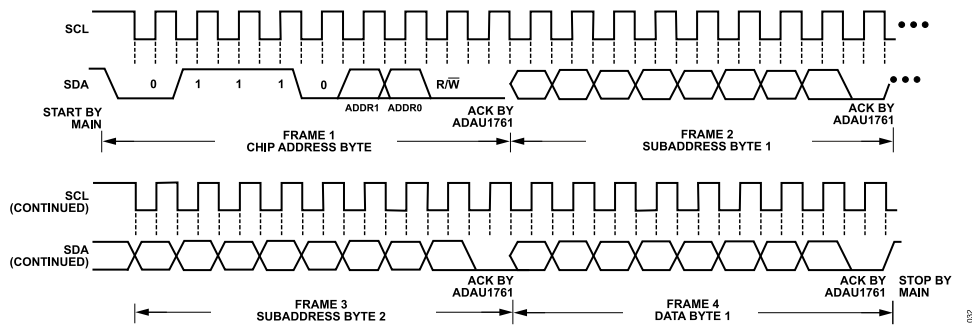 SCL
SDA
0 1 1 1 0 ADDR1 ADDR0 R/W̅
START BY
MAIN
ACK BY
ADAU1761
ACK BY
ADAU1761
FRAME 1
CHIP ADDRESS BYTE
FRAME 2
SUBADDRESS BYTE 1
SCL
(CONTINUED)
SDA
(CONTINUED)
ACK BY
ADAU1761
ACK BY
ADAU1761
STOP BY
MAIN
FRAME 3
SUBADDRESS BYTE 2
FRAME 4
DATA BYTE 1
032